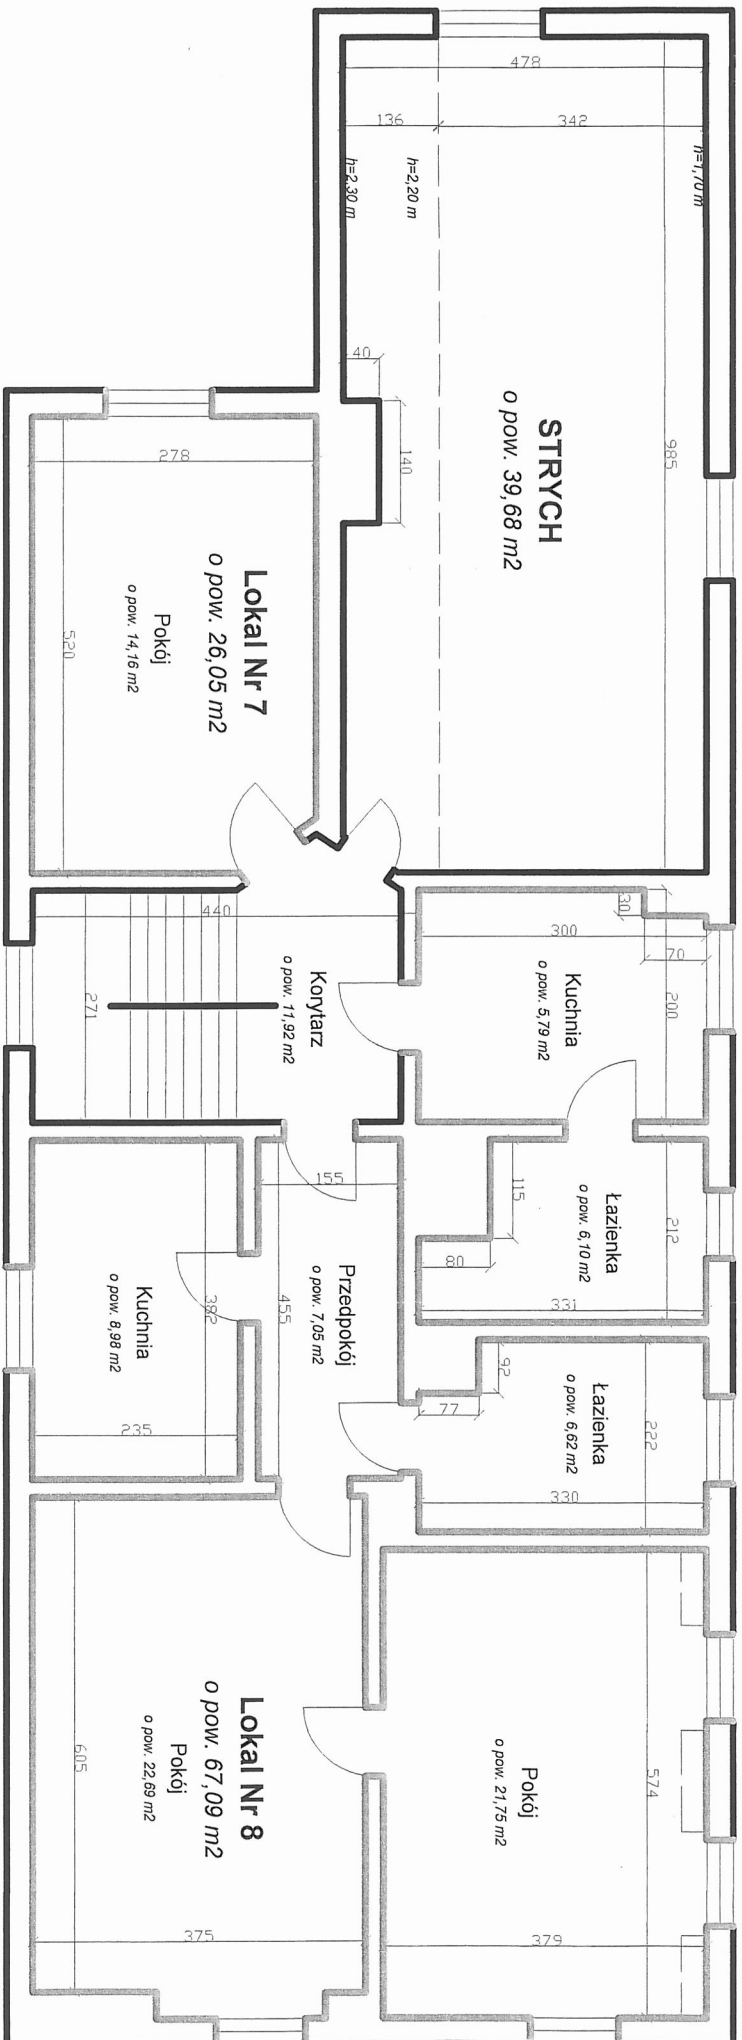 STRYCH
o pow. 39,68 m2
478
136
342
h=2,30 m
h=2,20 m
h=1,70 m
985
40
140
Lokal Nr 7
o pow. 26,05 m2
Pokój
o pow. 14,16 m2
278
520
Korytarz
o pow. 11,92 m2
440
271
Kuchnia
o pow. 5,79 m2
30
300
70
200
Łazienka
o pow. 6,10 m2
115
212
80
331
Przedpokój
o pow. 7,05 m2
155
455
Kuchnia
o pow. 8,98 m2
382
235
Łazienka
o pow. 6,62 m2
92
77
222
330
Lokal Nr 8
o pow. 67,09 m2
Pokój
o pow. 22,69 m2
605
375
Pokój
o pow. 21,75 m2
574
379